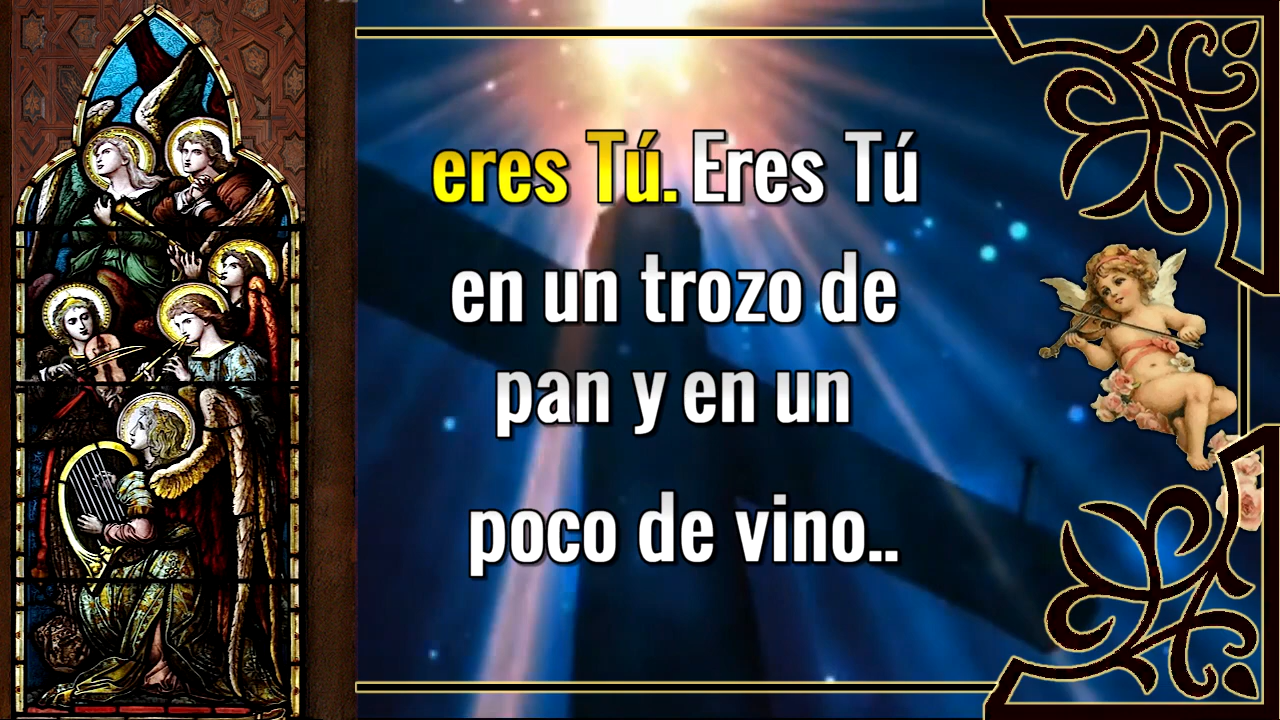 eres Tú. Eres Tú
en un trozo de
pan y en un
poco de vino..